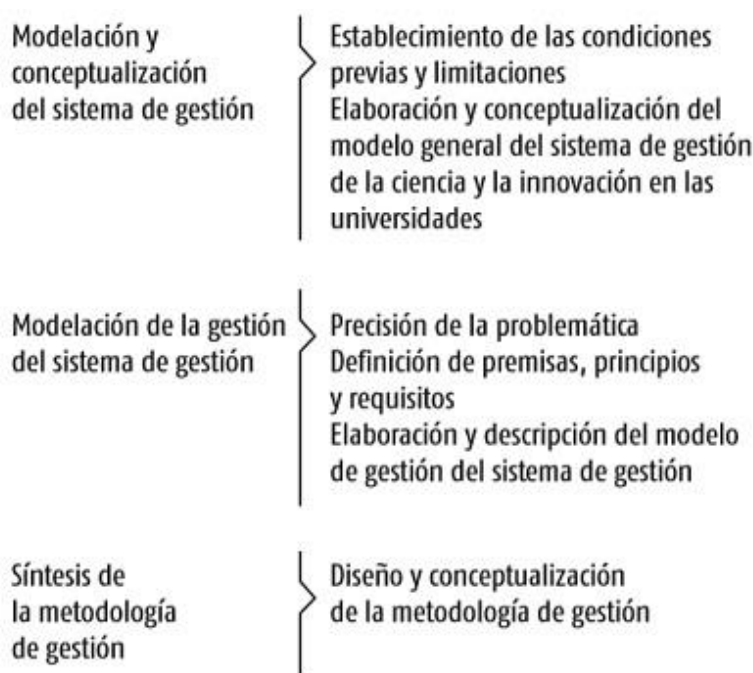 Modelación y
conceptualización
del sistema de gestión
Establecimiento de las condiciones
previas y limitaciones
Elaboración y conceptualización del
modelo general del sistema de gestión
de la ciencia y la innovación en las
universidades
Modelación de la gestión
del sistema de gestión
Precisión de la problemática
Definición de premisas, principios
y requisitos
Elaboración y descripción del modelo
de gestión del sistema de gestión
Síntesis de
la metodología
de gestión
Diseño y conceptualización
de la metodología de gestión